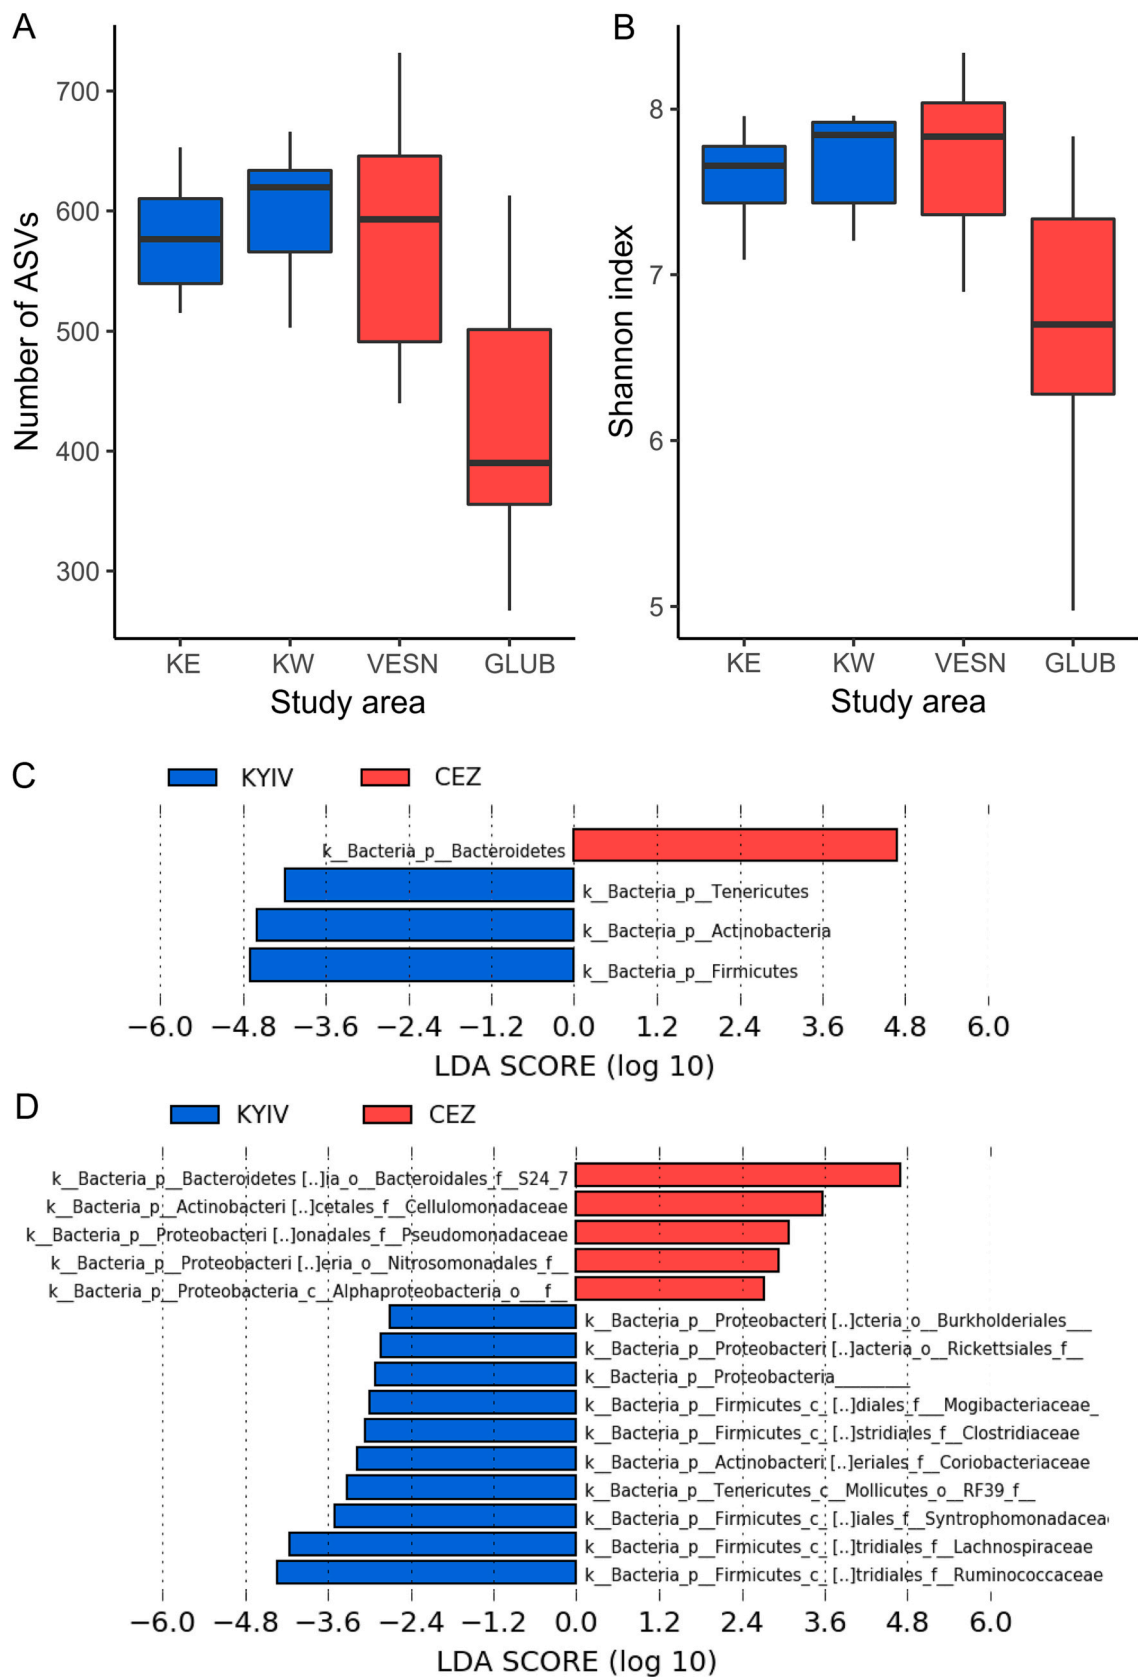 A
B
700
600
500
400
300
Number of ASVs
KE KW VESN GLUB
Study area
8
7
6
5
Shannon index
KE KW VESN GLUB
Study area
C
KYIV CEZ
k__Bacteria_p__Bacteroidetes
k__Bacteria_p__Tenericutes
k__Bacteria_p__Actinobacteria
k__Bacteria_p__Firmicutes
−6.0 −4.8 −3.6 −2.4 −1.2 0.0 1.2 2.4 3.6 4.8 6.0
LDA SCORE (log 10)
D
KYIV CEZ
k__Bacteria_p__Bacteroidetes [..]ia_o__Bacteroidales_f__S24_7
k__Bacteria_p__Actinobacteri [..]cetales_f__Cellulomonadaceae
k__Bacteria_p__Proteobacteri [..]onadales_f__Pseudomonadaceae
k__Bacteria_p__Proteobacteri [..]eria_o__Nitrosomonadales_f__
k__Bacteria_p__Proteobacteria_c__Alphaproteobacteria_o___f__
k__Bacteria_p__Proteobacteri [..]cteria_o__Burkholderiales___
k__Bacteria_p__Proteobacteri [..]acteria_o__Rickettsiales_f__
k__Bacteria_p__Proteobacteria________
k__Bacteria_p__Firmicutes_c_ [..]diales_f___Mogibacteriaceae_
k__Bacteria_p__Firmicutes_c_ [..]stridiales_f__Clostridiaceae
k__Bacteria_p__Actinobacteri [..]eriales_f__Coriobacteriaceae
k__Bacteria_p__Tenericutes_c__Mollicutes_o__RF39_f__
k__Bacteria_p__Firmicutes_c_ [..]iales_f__Syntrophomonadaceae
k__Bacteria_p__Firmicutes_c_ [..]tridiales_f__Lachnospiraceae
k__Bacteria_p__Firmicutes_c_ [..]tridiales_f__Ruminococcaceae
−6.0 −4.8 −3.6 −2.4 −1.2 0.0 1.2 2.4 3.6 4.8 6.0
LDA SCORE (log 10)